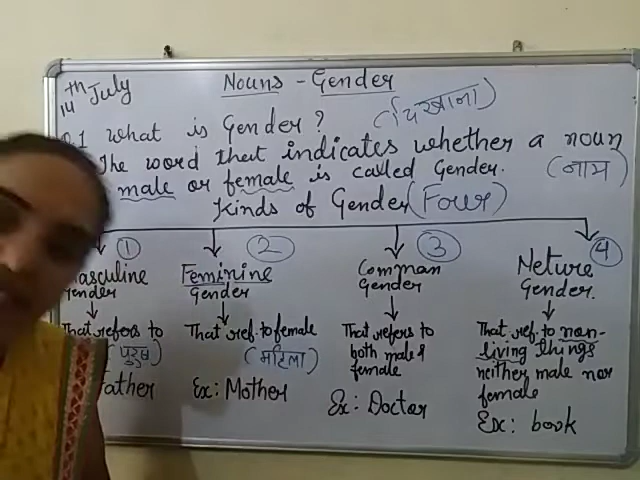 14th July
Nouns - Gender
Q.1 what is Gender? (दिखाना)
The word that indicates whether a noun
male or female is called Gender. (नाम)
Kinds of Gender (Four)
1 2 3 4
Masculine Gender
That refers to
(पुरुष)
Father
Feminine
Gender
That ref. to female
(महिला)
Ex: Mother
Comman
Gender
That refers to
both male &
female
Ex: Doctor
Neture
Gender.
That ref. to non-
living things
neither male nor
female
Ex: book